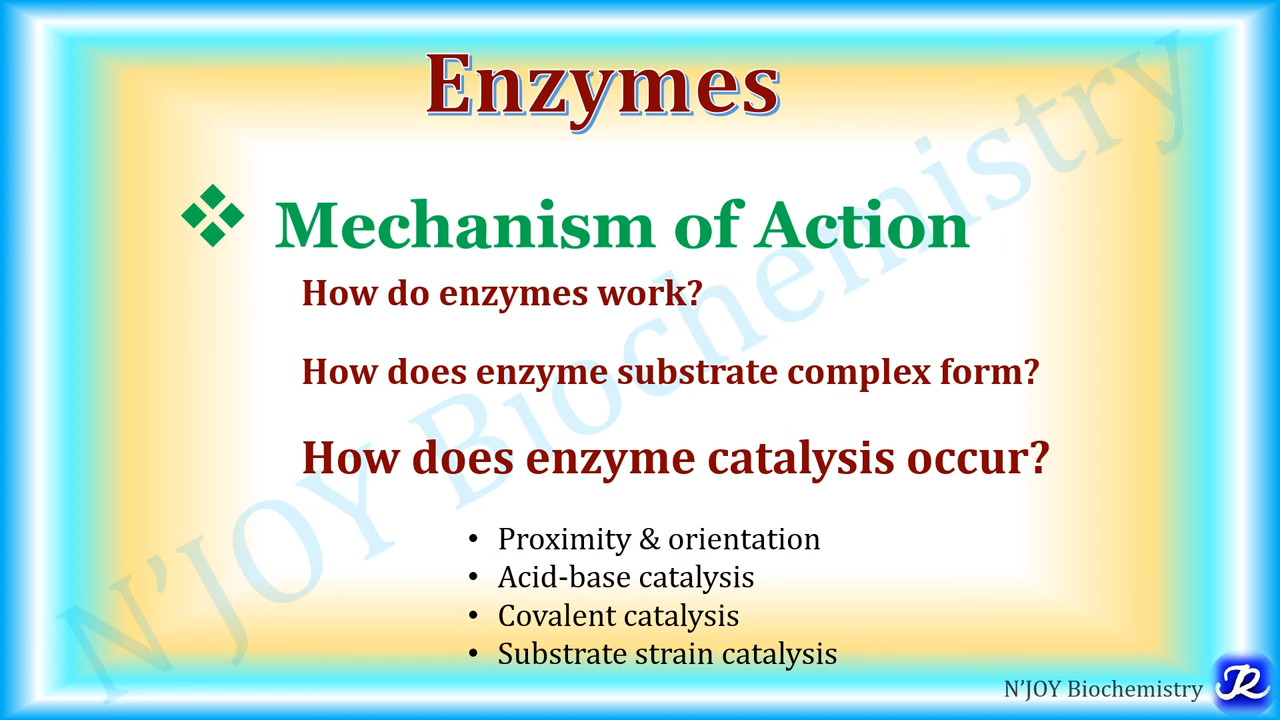 Enzymes
❖ Mechanism of Action
How do enzymes work?
How does enzyme substrate complex form?
How does enzyme catalysis occur?
• Proximity & orientation
• Acid-base catalysis
• Covalent catalysis
• Substrate strain catalysis
N’JOY Biochemistry
N’JOY Biochemistry
JR